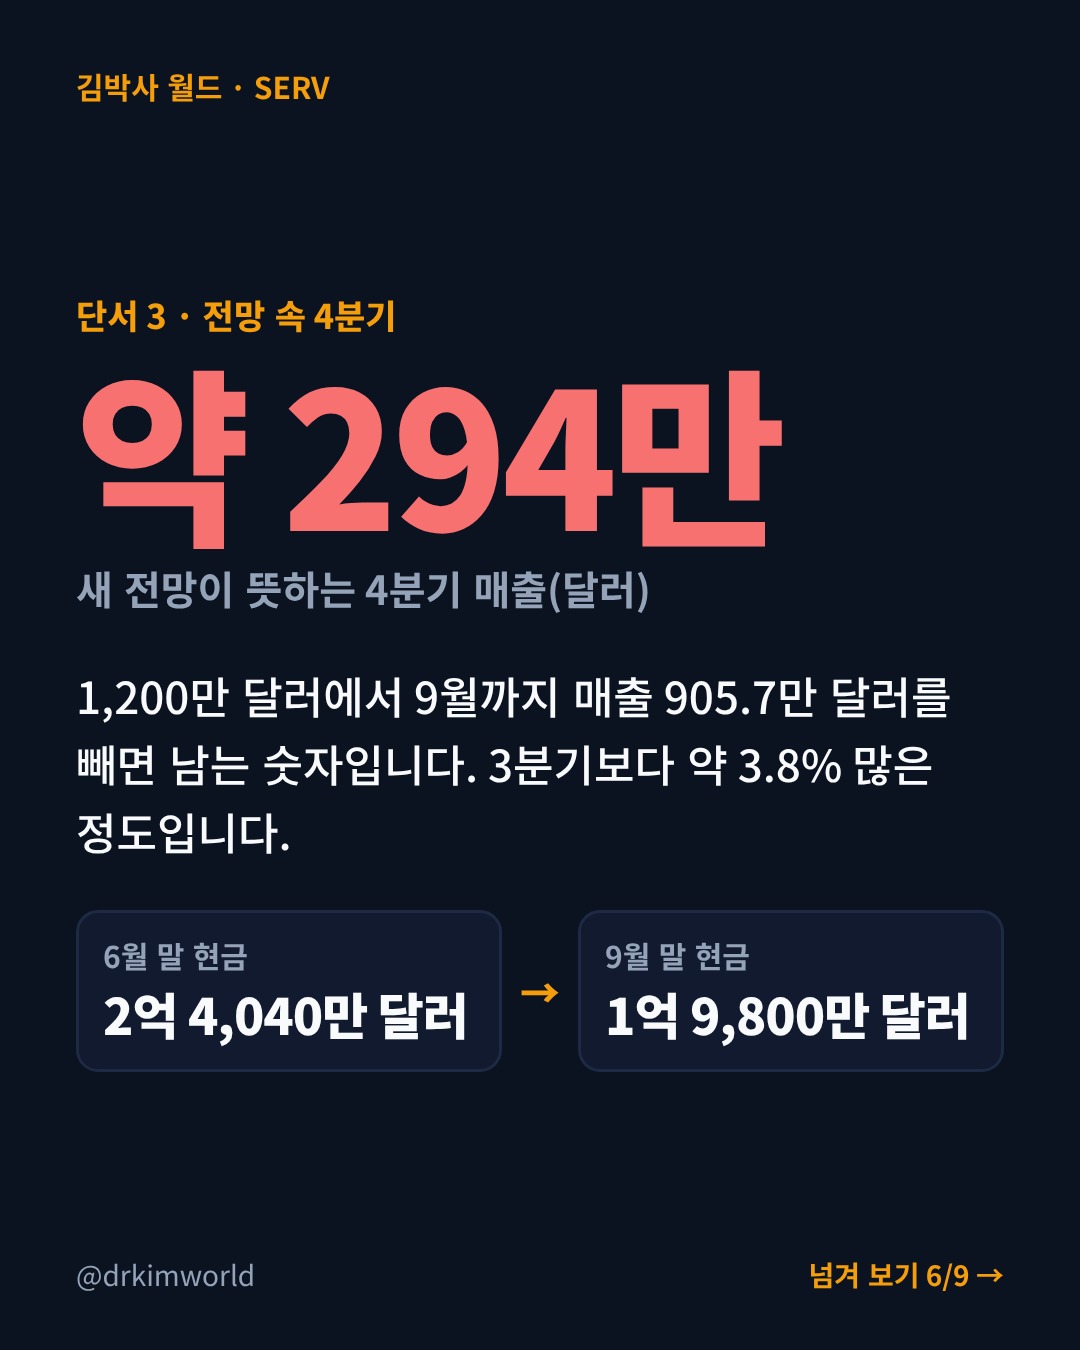 김박사 월드 · SERV
단서 3 · 전망 속 4분기
약 294만
새 전망이 뜻하는 4분기 매출(달러)
1,200만 달러에서 9월까지 매출 905.7만 달러를
빼면 남는 숫자입니다. 3분기보다 약 3.8% 많은
정도입니다.
6월 말 현금
2억 4,040만 달러
→
9월 말 현금
1억 9,800만 달러
@drkimworld
넘겨 보기 6/9 →